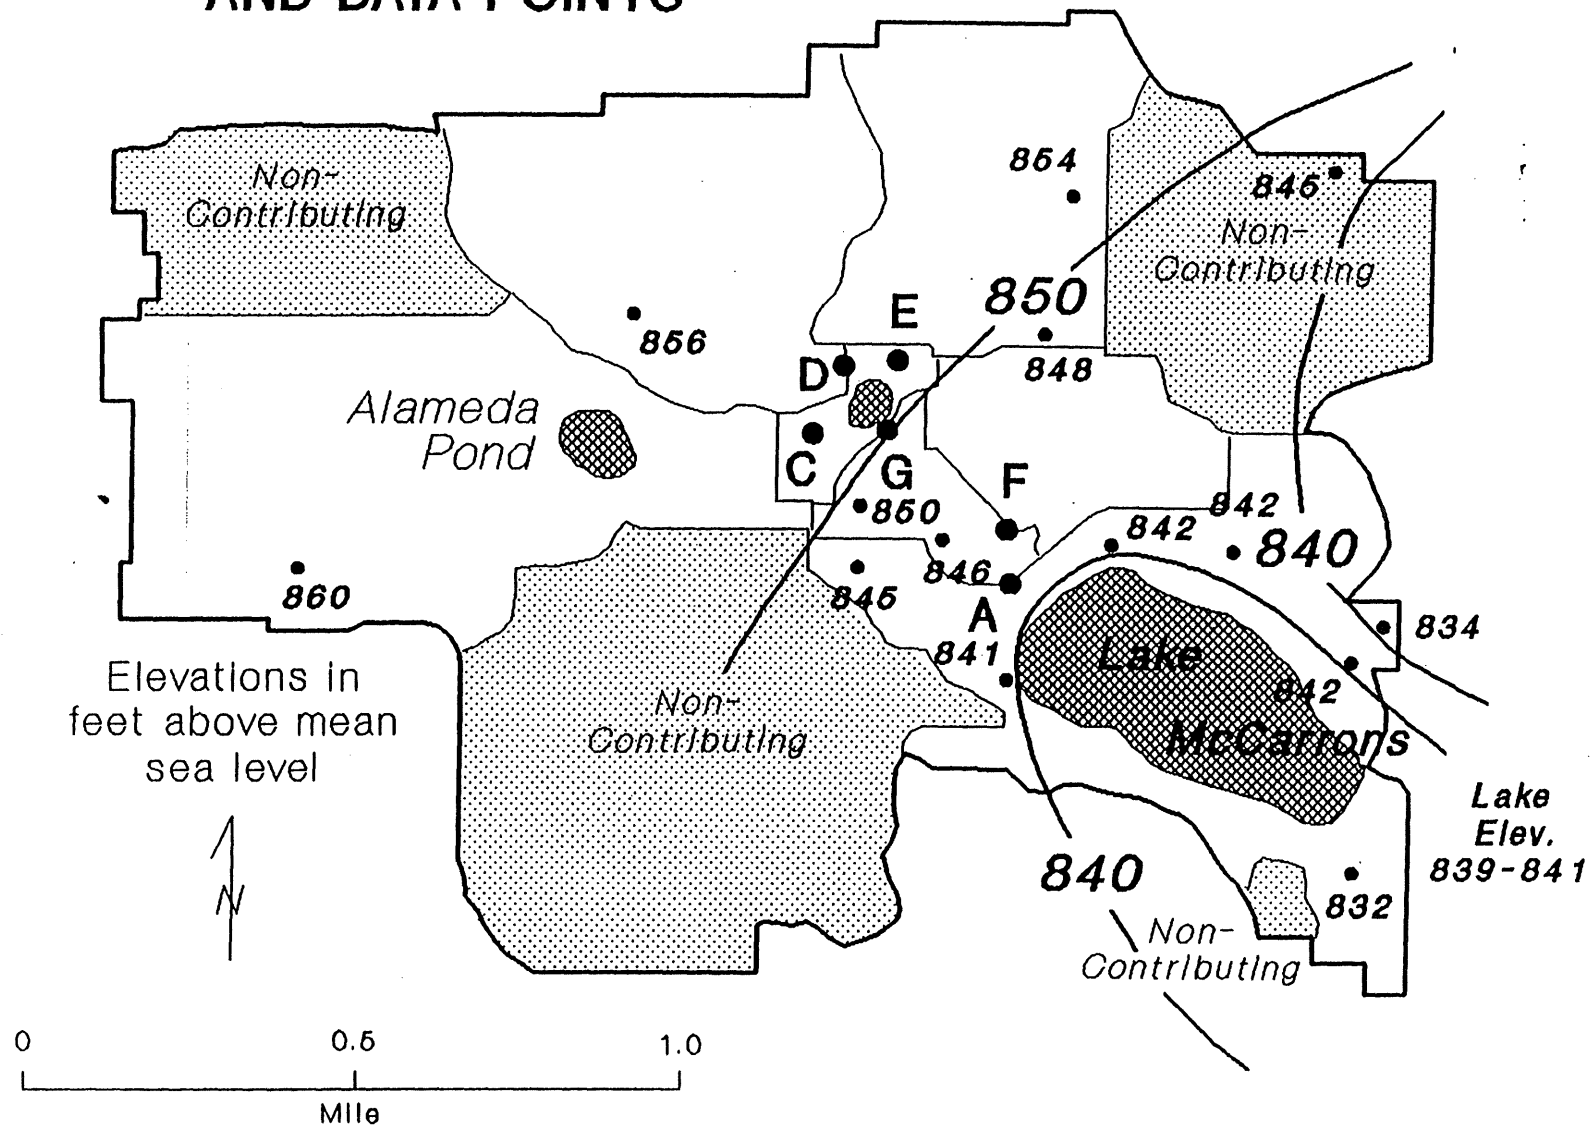 AND DATA POINTS
Non-
Contributing
854
845
Non-
Contributing
850
E
856
848
D
Alameda
Pond
C
G
F
850
842
842
840
846
860
845
A
834
841
Lake
842
Elevations in
feet above mean
sea level
Non-
Contributing
McCarrons
Lake
Elev.
839-841
840
832
N
Non-
Contributing
0 0.5 1.0
Mile